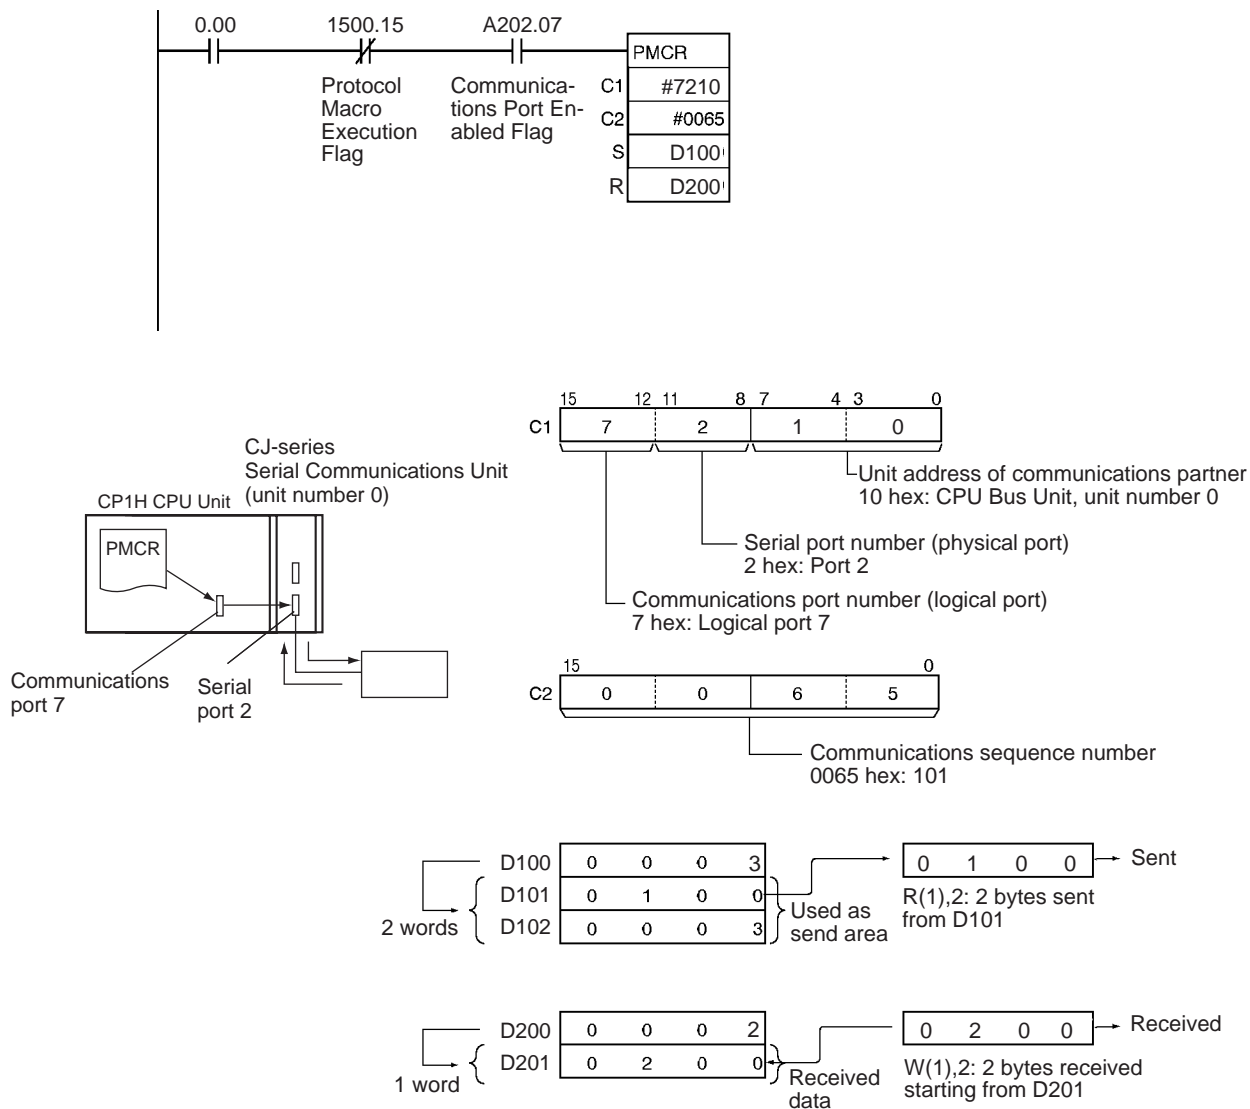 0.00 1500.15 A202.07
PMCR
Protocol
Macro
Execution
Flag
Communica-
tions Port En-
abled Flag
C1 #7210
C2 #0065
S D100
R D200
15 12 11 8 7 4 3 0
C1 7 2 1 0
Unit address of communications partner
10 hex: CPU Bus Unit, unit number 0
Serial port number (physical port)
2 hex: Port 2
Communications port number (logical port)
7 hex: Logical port 7
CJ-series
Serial Communications Unit
(unit number 0)
CP1H CPU Unit
PMCR
Communications
port 7
Serial
port 2
15 0
C2 0 0 6 5
Communications sequence number
0065 hex: 101
D100 0 0 0 3
D101 0 1 0 0
D102 0 0 0 3
2 words
Used as
send area
0 1 0 0 Sent
R(1),2: 2 bytes sent
from D101
D200 0 0 0 2
D201 0 2 0 0
1 word
Received
data
0 2 0 0 Received
W(1),2: 2 bytes received
starting from D201